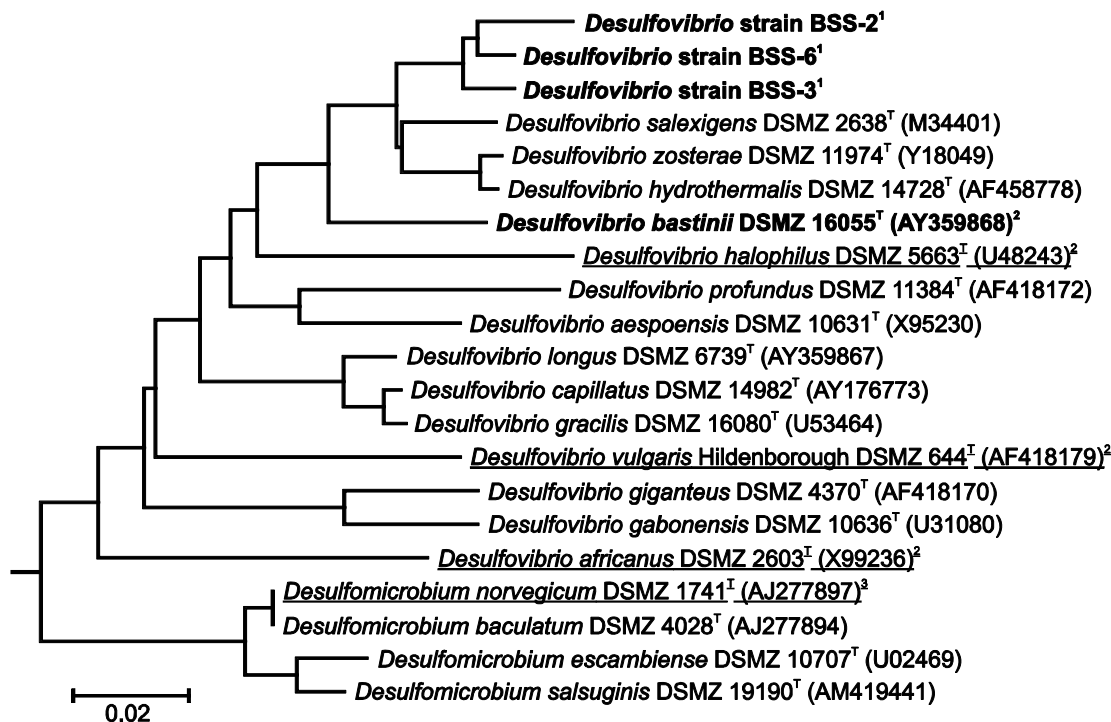 Desulfovibrio strain BSS-2¹
Desulfovibrio strain BSS-6¹
Desulfovibrio strain BSS-3¹
Desulfovibrio salexigens DSMZ 2638ᵀ (M34401)
Desulfovibrio zosterae DSMZ 11974ᵀ (Y18049)
Desulfovibrio hydrothermalis DSMZ 14728ᵀ (AF458778)
Desulfovibrio bastinii DSMZ 16055ᵀ (AY359868)²
Desulfovibrio halophilus DSMZ 5663ᵀ (U48243)²
Desulfovibrio profundus DSMZ 11384ᵀ (AF418172)
Desulfovibrio aespoensis DSMZ 10631ᵀ (X95230)
Desulfovibrio longus DSMZ 6739ᵀ (AY359867)
Desulfovibrio capillatus DSMZ 14982ᵀ (AY176773)
Desulfovibrio gracilis DSMZ 16080ᵀ (U53464)
Desulfovibrio vulgaris Hildenborough DSMZ 644ᵀ (AF418179)²
Desulfovibrio giganteus DSMZ 4370ᵀ (AF418170)
Desulfovibrio gabonensis DSMZ 10636ᵀ (U31080)
Desulfovibrio africanus DSMZ 2603ᵀ (X99236)²
Desulfomicrobium norvegicum DSMZ 1741ᵀ (AJ277897)³
Desulfomicrobium baculatum DSMZ 4028ᵀ (AJ277894)
Desulfomicrobium escambiense DSMZ 10707ᵀ (U02469)
Desulfomicrobium salsuginis DSMZ 19190ᵀ (AM419441)
0.02